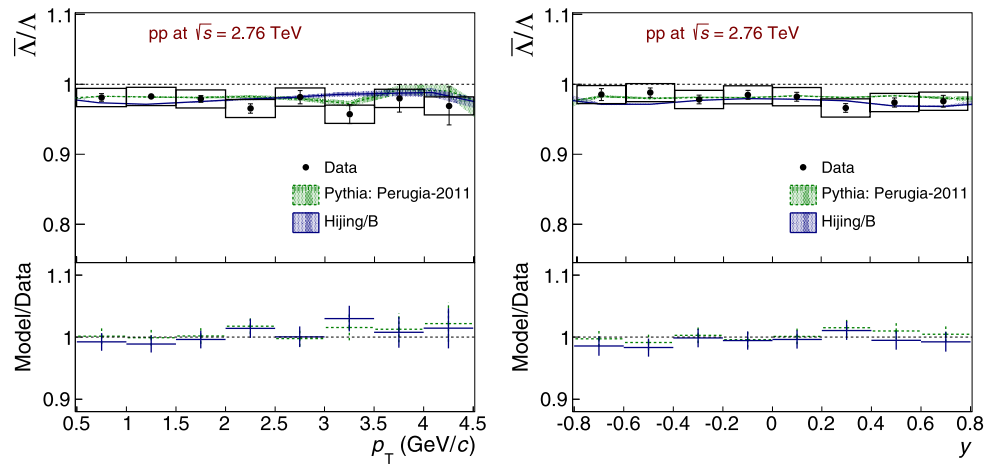 Λ̅/Λ
1.1
1
0.9
0.8
pp at √s = 2.76 TeV
Data
Pythia: Perugia-2011
Hijing/B
Model/Data
1.1
1
0.9
0.5 1 1.5 2 2.5 3 3.5 4 4.5
p_T (GeV/c)
Λ̅/Λ
1.1
1
0.9
0.8
pp at √s = 2.76 TeV
Data
Pythia: Perugia-2011
Hijing/B
Model/Data
1.1
1
0.9
-0.8 -0.6 -0.4 -0.2 0 0.2 0.4 0.6 0.8
y